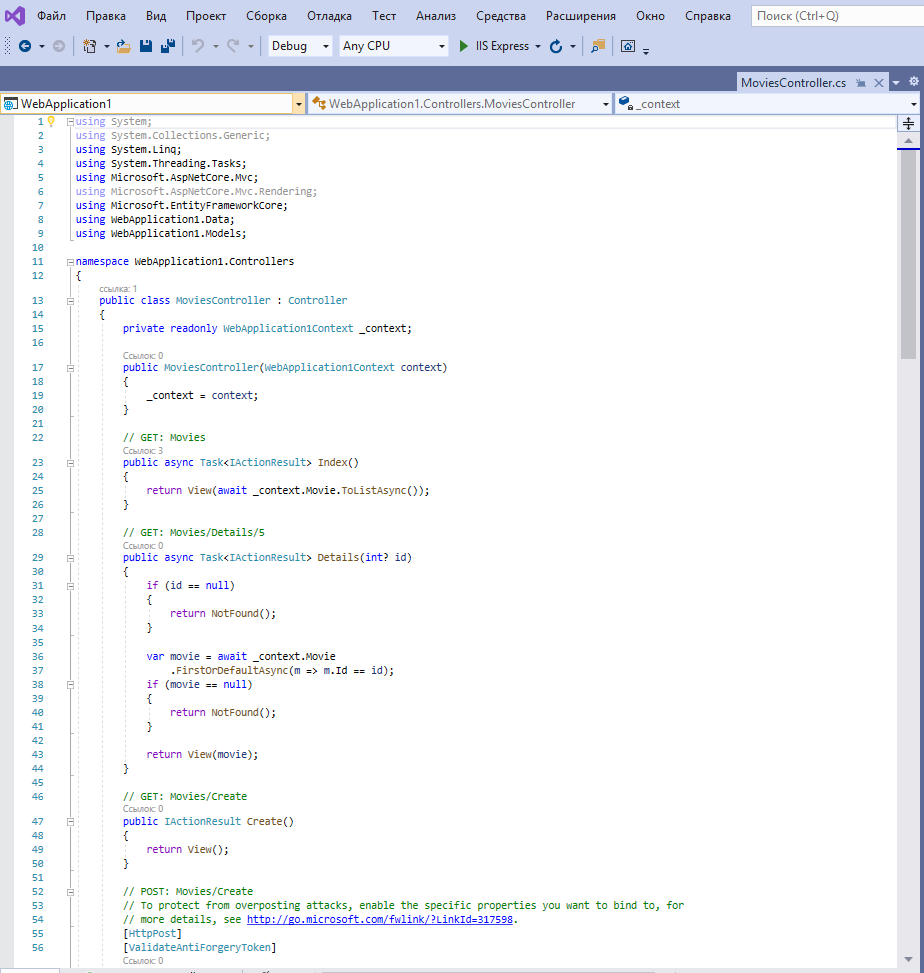 Файл Правка Вид Проект Сборка Отладка Тест Анализ Средства Расширения Окно Справка Поиск (Ctrl+Q)
Debug Any CPU IIS Express
MoviesController.cs
WebApplication1 WebApplication1.Controllers.MoviesController _context
1 using System;
2 using System.Collections.Generic;
3 using System.Linq;
4 using System.Threading.Tasks;
5 using Microsoft.AspNetCore.Mvc;
6 using Microsoft.AspNetCore.Mvc.Rendering;
7 using Microsoft.EntityFrameworkCore;
8 using WebApplication1.Data;
9 using WebApplication1.Models;
10
11 namespace WebApplication1.Controllers
12 {
ссылка: 1
13 public class MoviesController : Controller
14 {
15 private readonly WebApplication1Context _context;
16
Ссылок: 0
17 public MoviesController(WebApplication1Context context)
18 {
19 _context = context;
20 }
21
22 // GET: Movies
Ссылок: 3
23 public async Task<IActionResult> Index()
24 {
25 return View(await _context.Movie.ToListAsync());
26 }
27
28 // GET: Movies/Details/5
Ссылок: 0
29 public async Task<IActionResult> Details(int? id)
30 {
31 if (id == null)
32 {
33 return NotFound();
34 }
35
36 var movie = await _context.Movie
37 .FirstOrDefaultAsync(m => m.Id == id);
38 if (movie == null)
39 {
40 return NotFound();
41 }
42
43 return View(movie);
44 }
45
46 // GET: Movies/Create
Ссылок: 0
47 public IActionResult Create()
48 {
49 return View();
50 }
51
52 // POST: Movies/Create
53 // To protect from overposting attacks, enable the specific properties you want to bind to, for
54 // more details, see http://go.microsoft.com/fwlink/?LinkId=317598.
55 [HttpPost]
56 [ValidateAntiForgeryToken]
Ссылок: 0